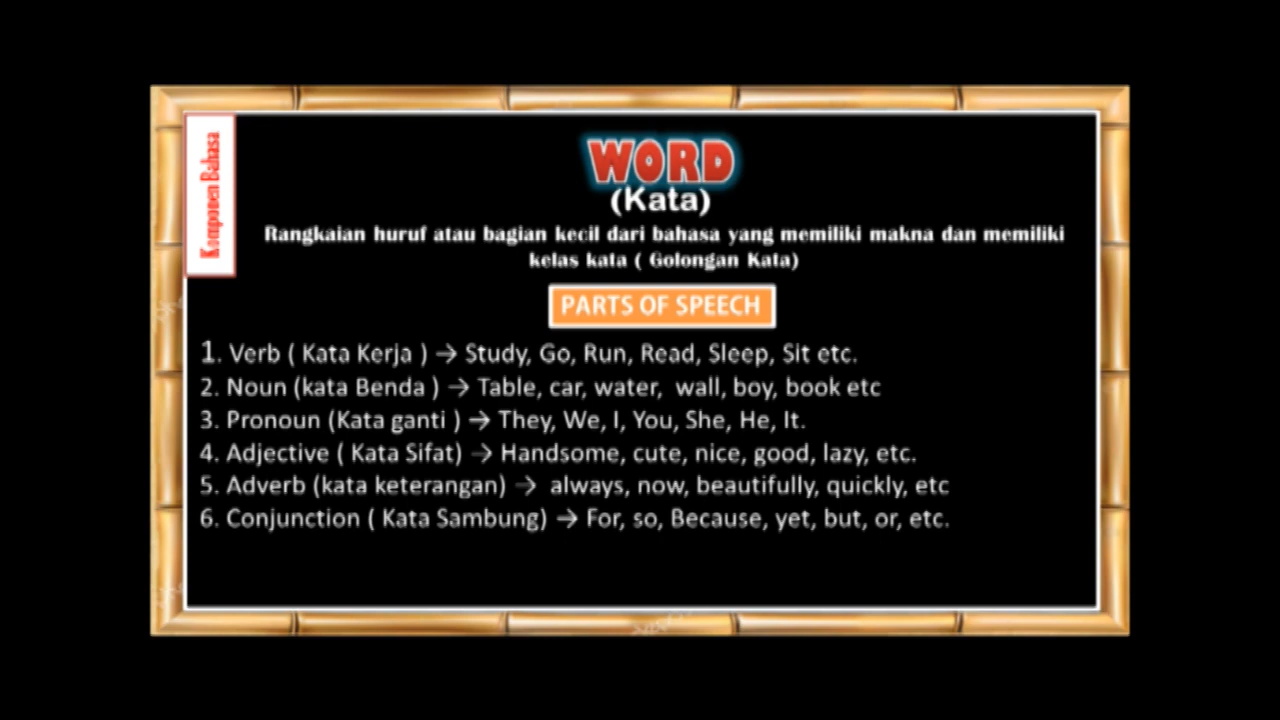 Komponen Bahasa
WORD
(Kata)
Rangkaian huruf atau bagian kecil dari bahasa yang memiliki makna dan memiliki
kelas kata ( Golongan Kata)
PARTS OF SPEECH
1. Verb ( Kata Kerja ) → Study, Go, Run, Read, Sleep, Sit etc.
2. Noun (kata Benda ) → Table, car, water,  wall, boy, book etc
3. Pronoun (Kata ganti ) → They, We, I, You, She, He, It.
4. Adjective ( Kata Sifat) → Handsome, cute, nice, good, lazy, etc.
5. Adverb (kata keterangan) →  always, now, beautifully, quickly, etc
6. Conjunction ( Kata Sambung) → For, so, Because, yet, but, or, etc.